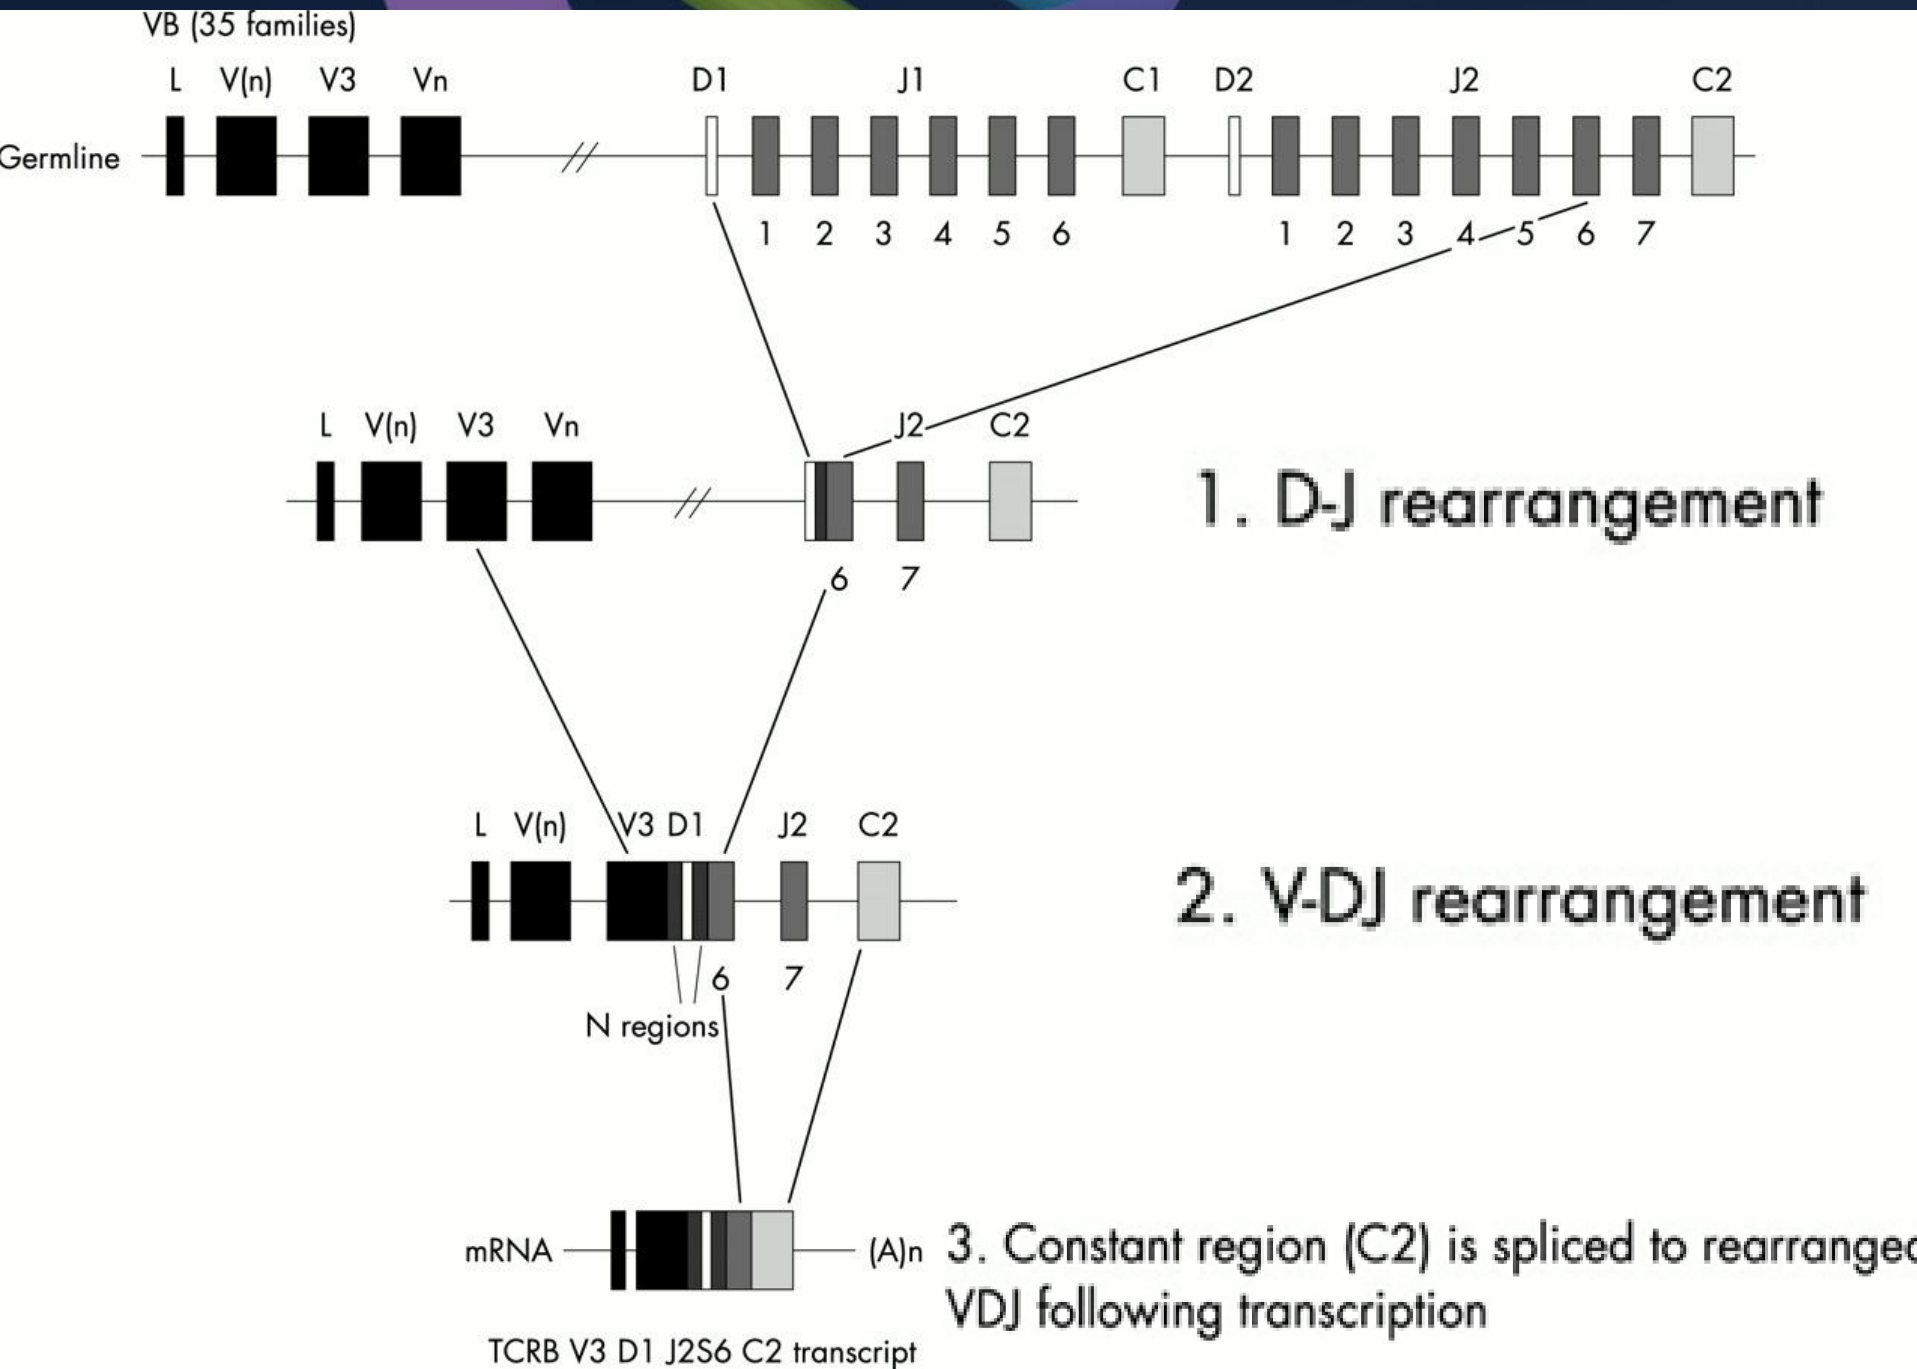 VB (35 families)
L V(n) V3 Vn D1 J1 C1 D2 J2 C2
Germline
1 2 3 4 5 6 1 2 3 4 5 6 7
L V(n) V3 Vn J2 C2
1. D-J rearrangement
6 7
L V(n) V3 D1 J2 C2
2. V-DJ rearrangement
6 7
N regions
mRNA (A)n
3. Constant region (C2) is spliced to rearranged
VDJ following transcription
TCRB V3 D1 J2S6 C2 transcript